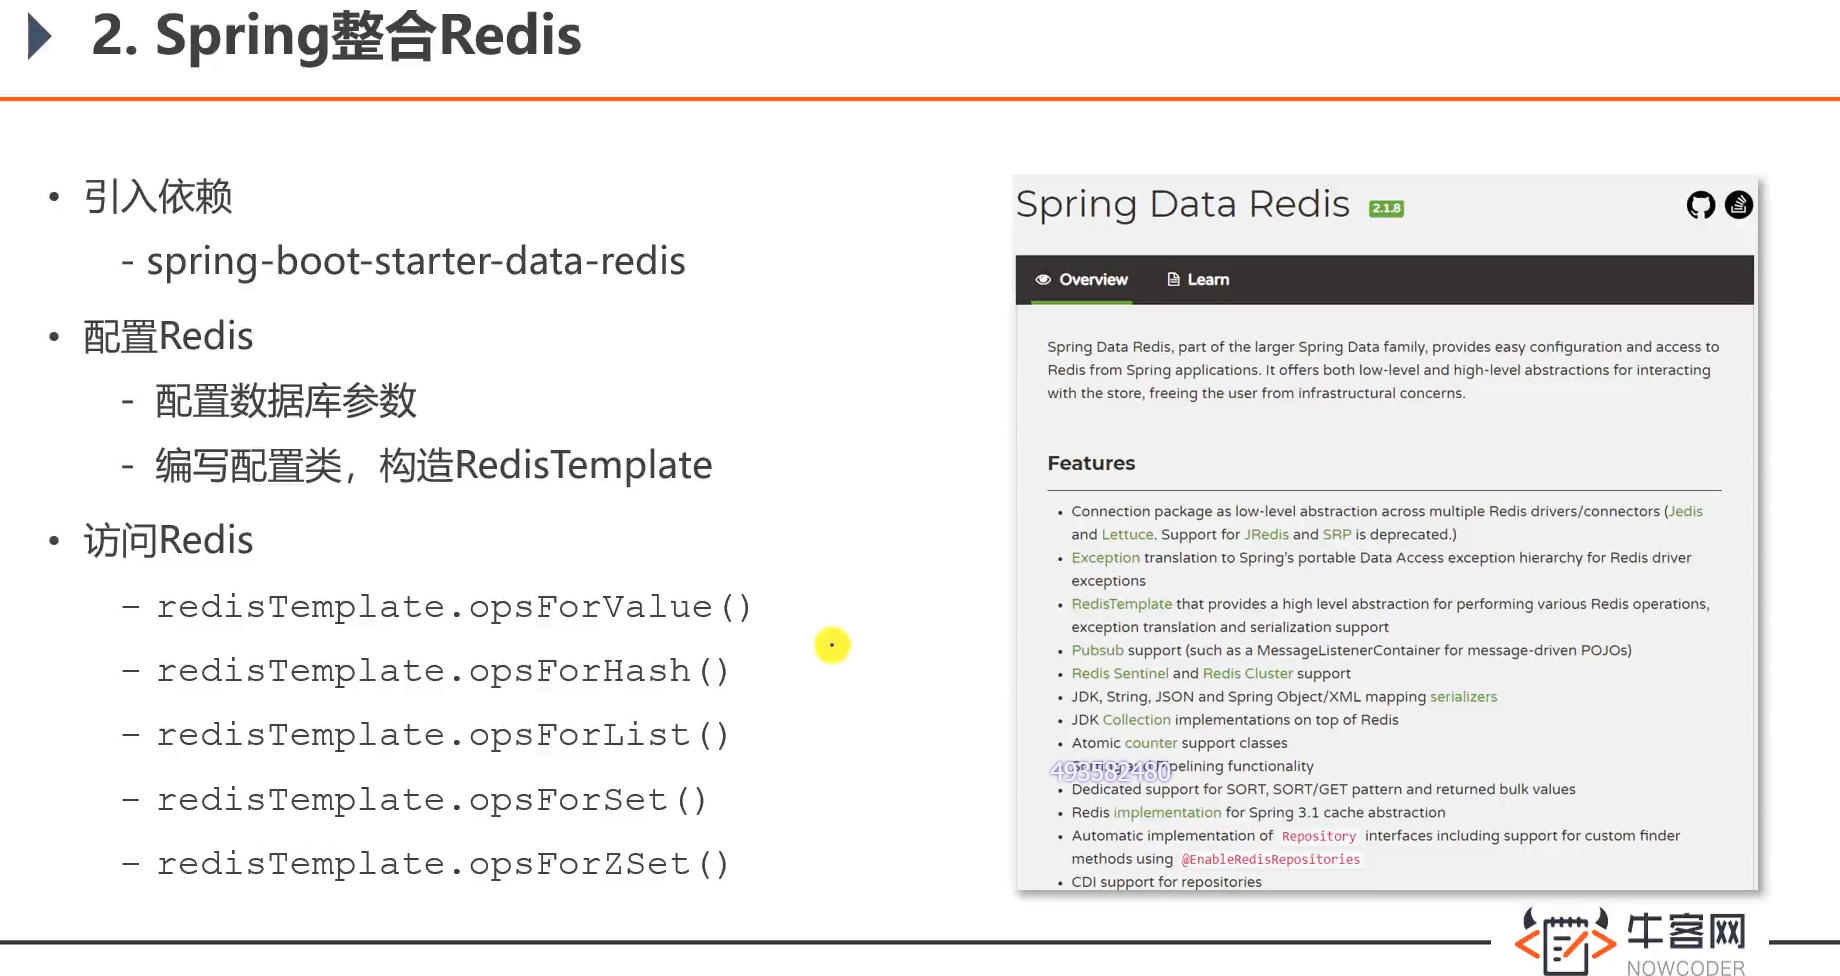 2. Spring整合Redis
• 引入依赖
- spring-boot-starter-data-redis
• 配置Redis
- 配置数据库参数
- 编写配置类，构造RedisTemplate
• 访问Redis
– redisTemplate.opsForValue()
– redisTemplate.opsForHash()
– redisTemplate.opsForList()
– redisTemplate.opsForSet()
– redisTemplate.opsForZSet()
Spring Data Redis 2.1.8
Overview Learn
Spring Data Redis, part of the larger Spring Data family, provides easy configuration and access to
Redis from Spring applications. It offers both low-level and high-level abstractions for interacting
with the store, freeing the user from infrastructural concerns.
Features
• Connection package as low-level abstraction across multiple Redis drivers/connectors (Jedis
and Lettuce. Support for JRedis and SRP is deprecated.)
• Exception translation to Spring's portable Data Access exception hierarchy for Redis driver
exceptions
• RedisTemplate that provides a high level abstraction for performing various Redis operations,
exception translation and serialization support
• Pubsub support (such as a MessageListenerContainer for message-driven POJOs)
• Redis Sentinel and Redis Cluster support
• JDK, String, JSON and Spring Object/XML mapping serializers
• JDK Collection implementations on top of Redis
• Atomic counter support classes
• Sorting and Pipelining functionality
493582480
• Dedicated support for SORT, SORT/GET pattern and returned bulk values
• Redis implementation for Spring 3.1 cache abstraction
• Automatic implementation of Repository interfaces including support for custom finder
methods using @EnableRedisRepositories
• CDI support for repositories
牛客网
NOWCODER